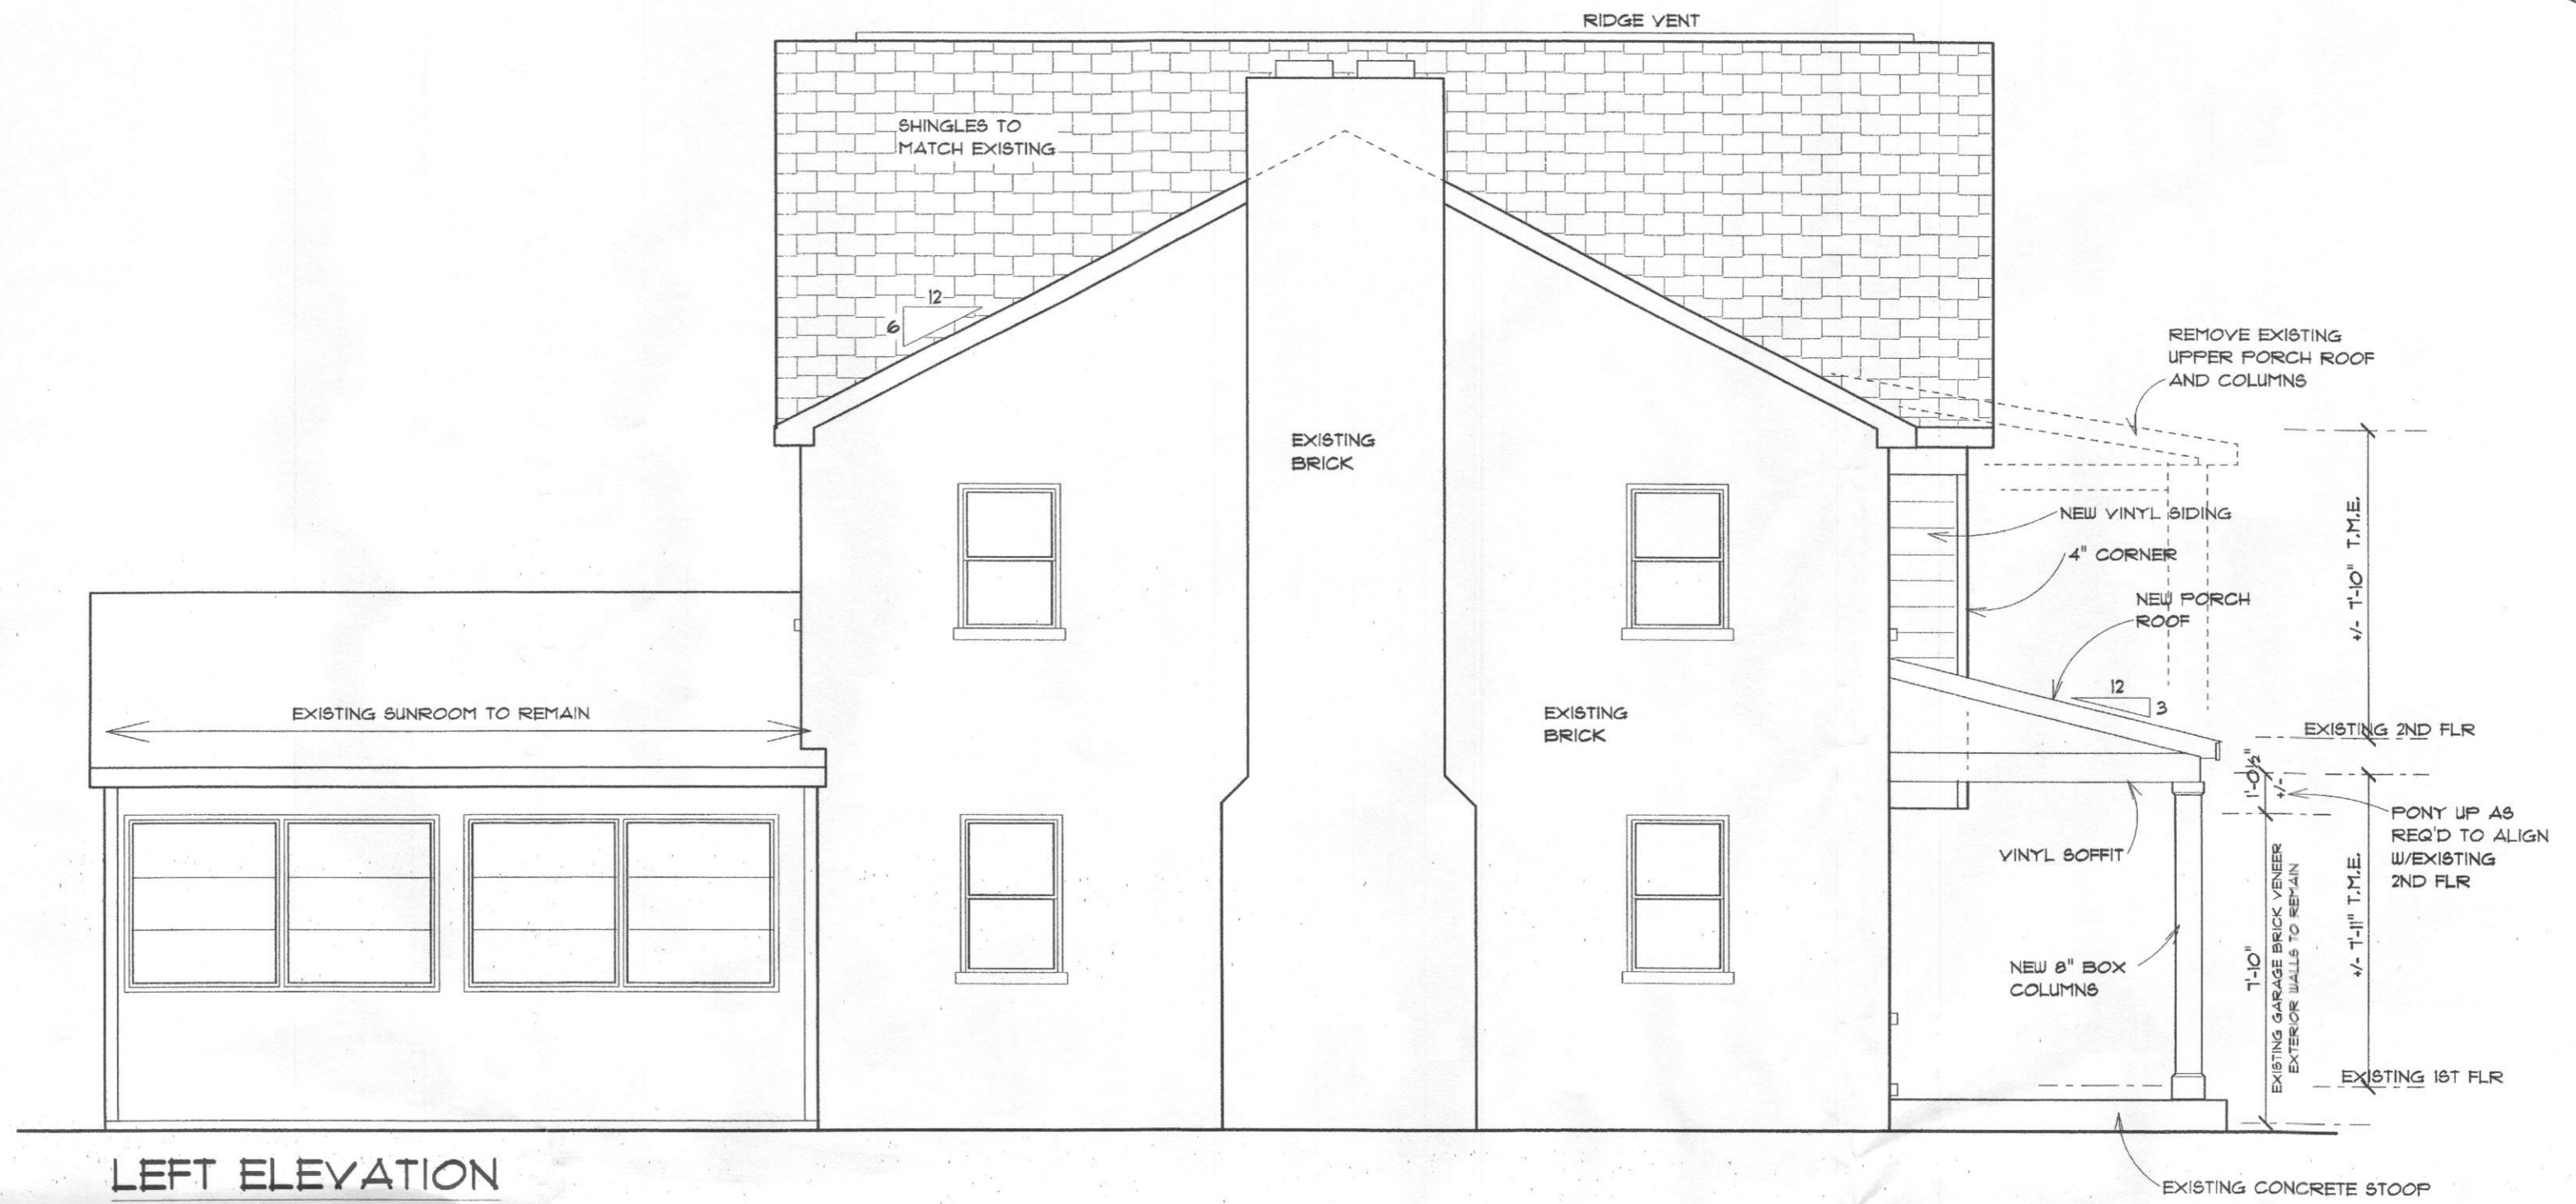 RIDGE VENT
SHINGLES TO
MATCH EXISTING
12
6
REMOVE EXISTING
UPPER PORCH ROOF
AND COLUMNS
EXISTING
BRICK
NEW VINYL SIDING
4" CORNER
NEW PORCH
ROOF
12
3
+/- 7'-10" T.M.E.
EXISTING SUNROOM TO REMAIN
EXISTING
BRICK
EXISTING 2ND FLR
1'-0½"
+/-
PONY UP AS
REQ'D TO ALIGN
W/EXISTING
2ND FLR
VINYL SOFFIT
NEW 8" BOX
COLUMNS
7'-10"
EXISTING GARAGE BRICK VENEER
EXTERIOR WALLS TO REMAIN
+/- 7'-11" T.M.E.
EXISTING 1ST FLR
LEFT ELEVATION
EXISTING CONCRETE STOOP